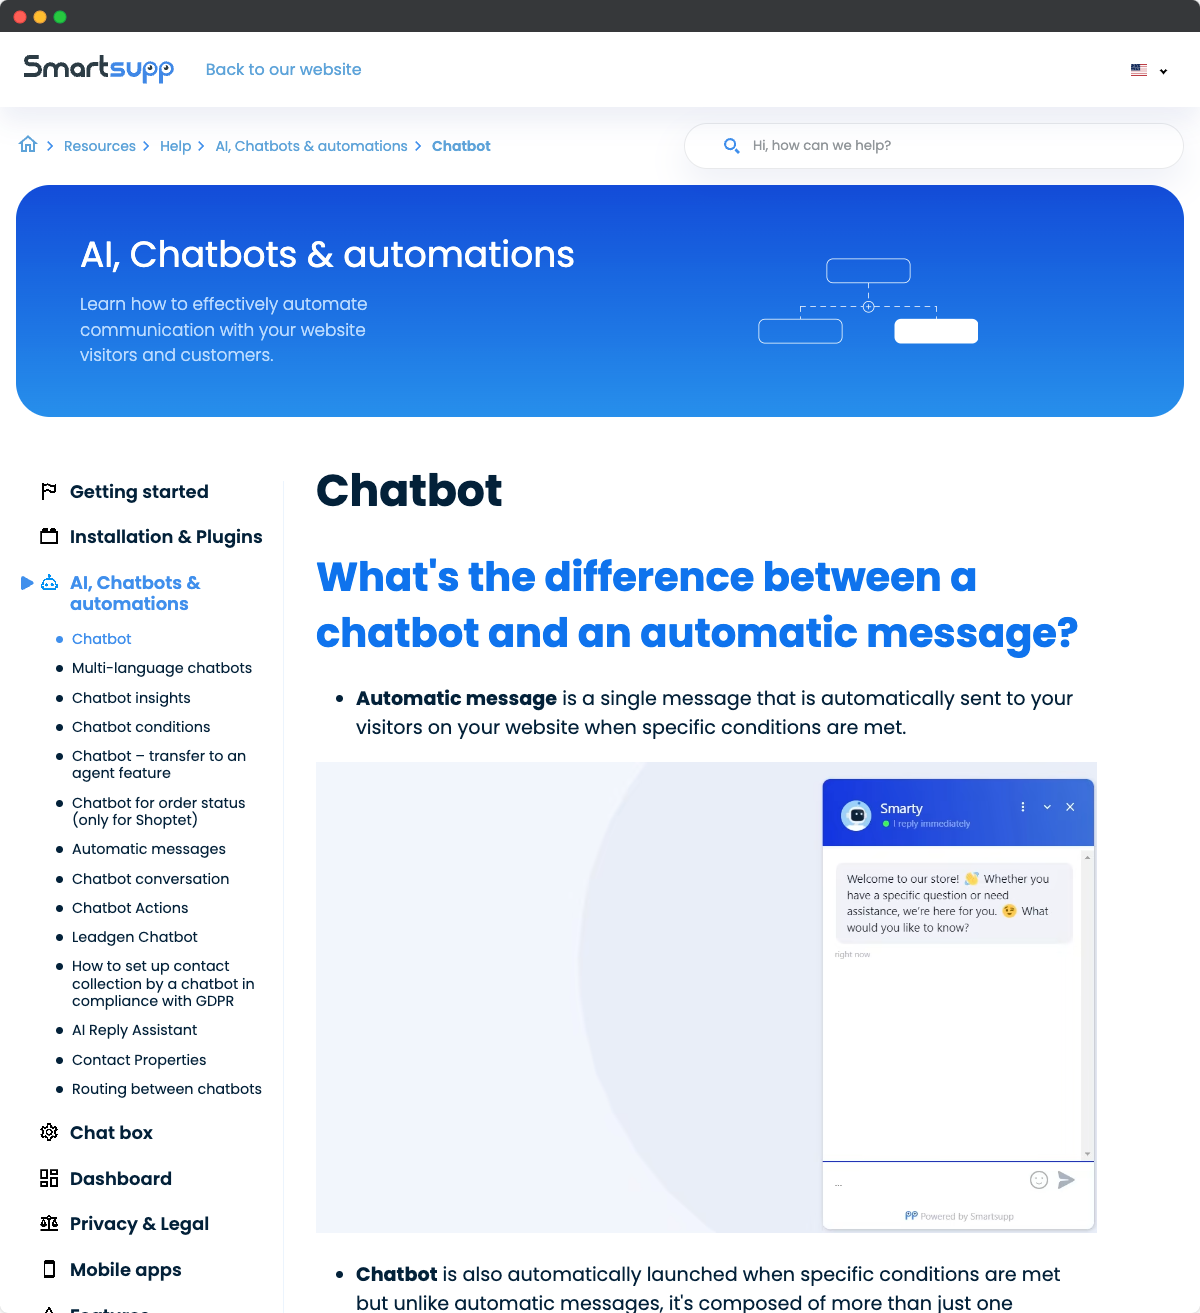 Smartsupp
Back to our website
Resources
Help
AI, Chatbots & automations
Chatbot
Hi, how can we help?
AI, Chatbots & automations
Learn how to effectively automate
communication with your website
visitors and customers.
Getting started
Installation & Plugins
AI, Chatbots &
automations
Chatbot
Multi-language chatbots
Chatbot insights
Chatbot conditions
Chatbot – transfer to an
agent feature
Chatbot for order status
(only for Shoptet)
Automatic messages
Chatbot conversation
Chatbot Actions
Leadgen Chatbot
How to set up contact
collection by a chatbot in
compliance with GDPR
AI Reply Assistant
Contact Properties
Routing between chatbots
Chat box
Dashboard
Privacy & Legal
Mobile apps
Features
Chatbot
What's the difference between a
chatbot and an automatic message?
Automatic message is a single message that is automatically sent to your
visitors on your website when specific conditions are met.
Smarty
I reply immediately
Welcome to our store! 👋 Whether you
have a specific question or need
assistance, we're here for you. 😉 What
would you like to know?
right now
...
Powered by Smartsupp
Chatbot is also automatically launched when specific conditions are met
but unlike automatic messages, it's composed of more than just one